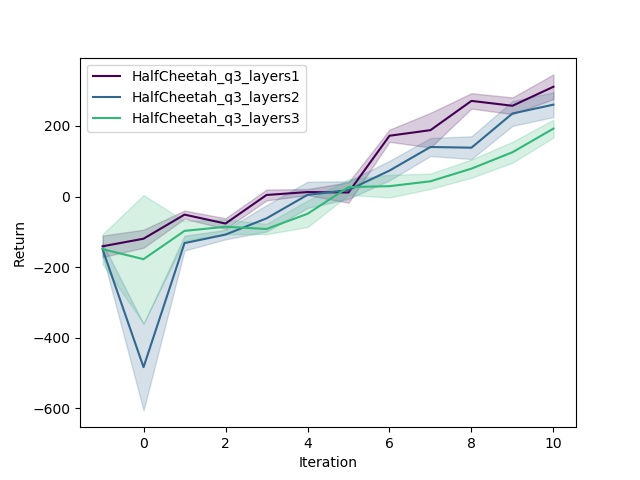 HalfCheetah_q3_layers1
HalfCheetah_q3_layers2
HalfCheetah_q3_layers3
200
0
−200
−400
−600
Return
0 2 4 6 8 10
Iteration